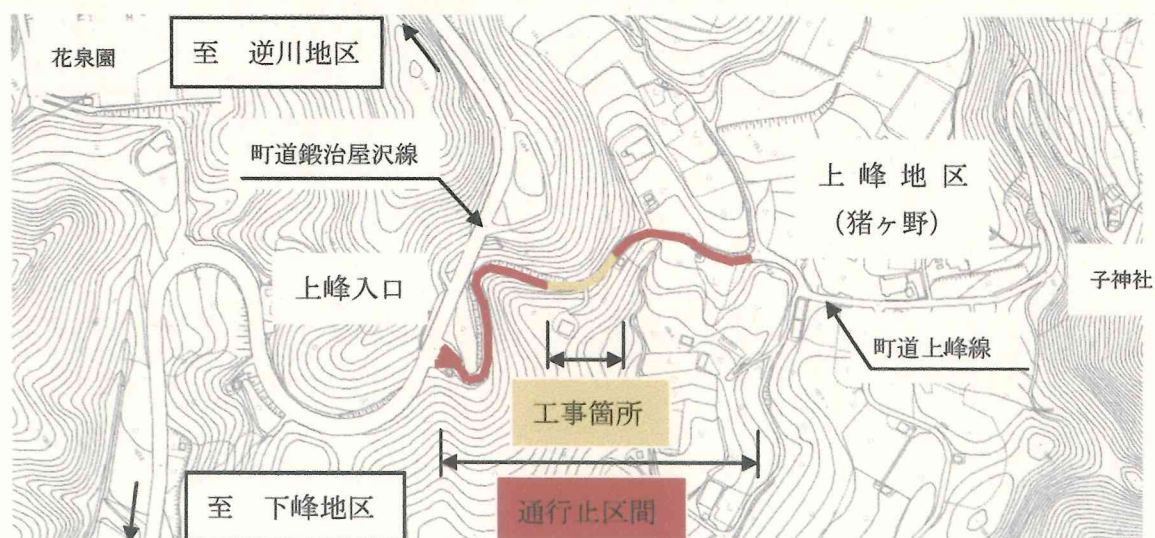 花泉園
至 逆川地区
町道鍛治屋沢線
上峰地区
(猪ヶ野)
上峰入口
子神社
町道上峰線
工事箇所
至 下峰地区
通行止区間